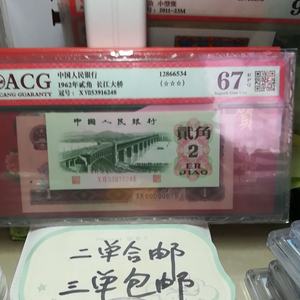 ACG
中国人民银行
1962年贰角 长江大桥
冠号: XⅦ53916248
12866534
(☆☆☆)
67
EPQ
中国人民银行
贰角
2
ER
JIAO
XⅦ53916248
二单合邮
三单包邮